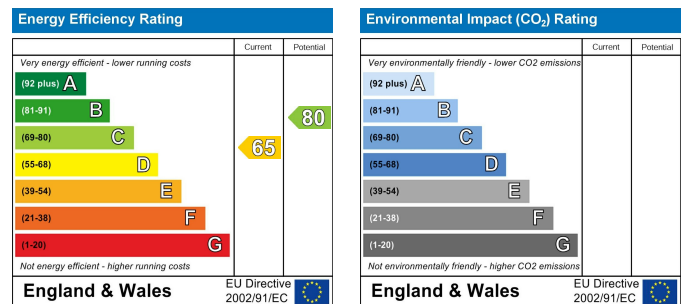 Energy Efficiency Rating
Current Potential
Very energy efficient - lower running costs
(92 plus) A
(81-91) B
(69-80) C
(55-68) D
(39-54) E
(21-38) F
(1-20) G
65
80
Not energy efficient - higher running costs
England & Wales
EU Directive
2002/91/EC
Environmental Impact (CO₂) Rating
Current Potential
Very environmentally friendly - lower CO2 emissions
(92 plus) A
(81-91) B
(69-80) C
(55-68) D
(39-54) E
(21-38) F
(1-20) G
Not environmentally friendly - higher CO2 emissions
England & Wales
EU Directive
2002/91/EC